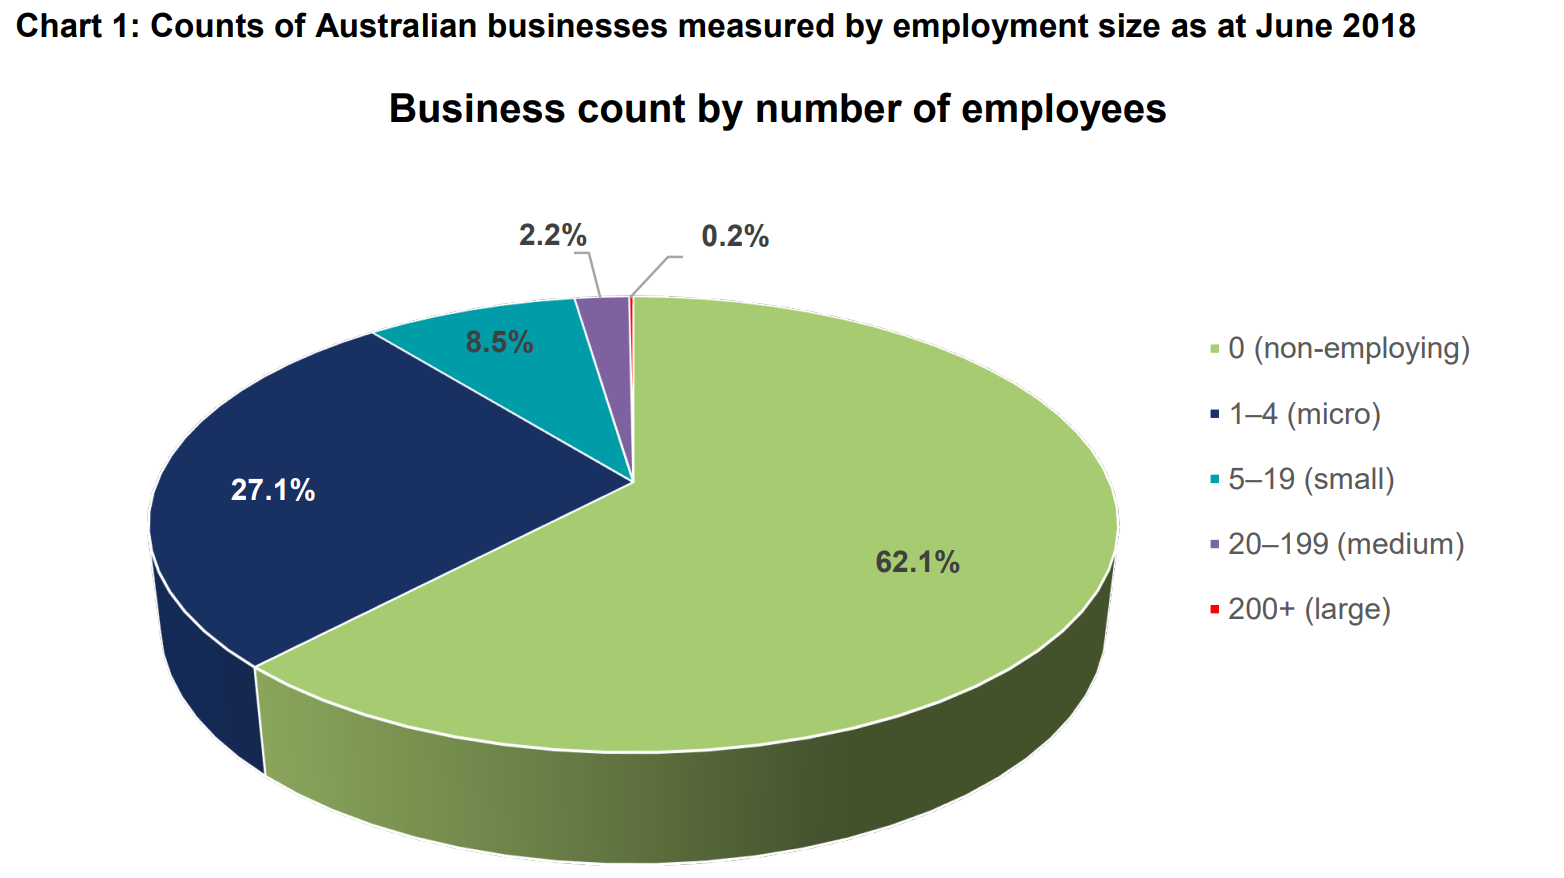 Chart 1: Counts of Australian businesses measured by employment size as at June 2018
Business count by number of employees
2.2%
0.2%
8.5%
27.1%
62.1%
0 (non-employing)
1–4 (micro)
5–19 (small)
20–199 (medium)
200+ (large)